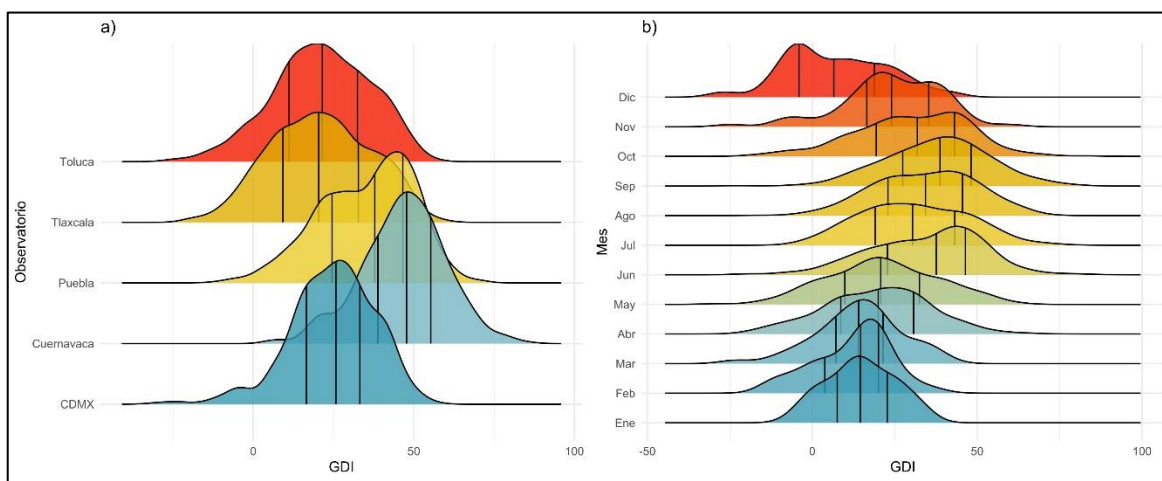 a)
Observatorio
Toluca
Tlaxcala
Puebla
Cuernavaca
CDMX
0
50
100
GDI
b)
Mes
Dic
Nov
Oct
Sep
Ago
Jul
Jun
May
Abr
Mar
Feb
Ene
-50
0
50
100
GDI